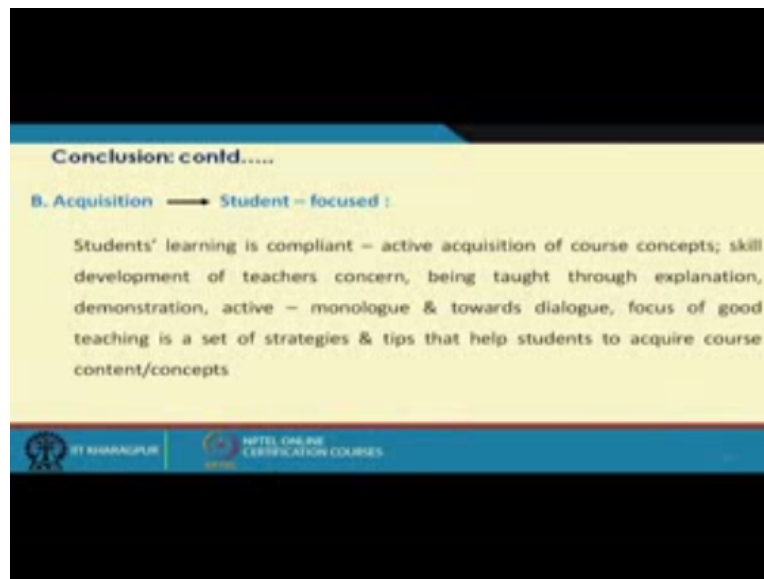 Conclusion: contd.....
B. Acquisition → Student – focused :
Students' learning is compliant – active acquisition of course concepts; skill
development of teachers concern, being taught through explanation,
demonstration, active – monologue & towards dialogue, focus of good
teaching is a set of strategies & tips that help students to acquire course
content/concepts
IIT KHARAGPUR
NPTEL ONLINE
CERTIFICATION COURSES